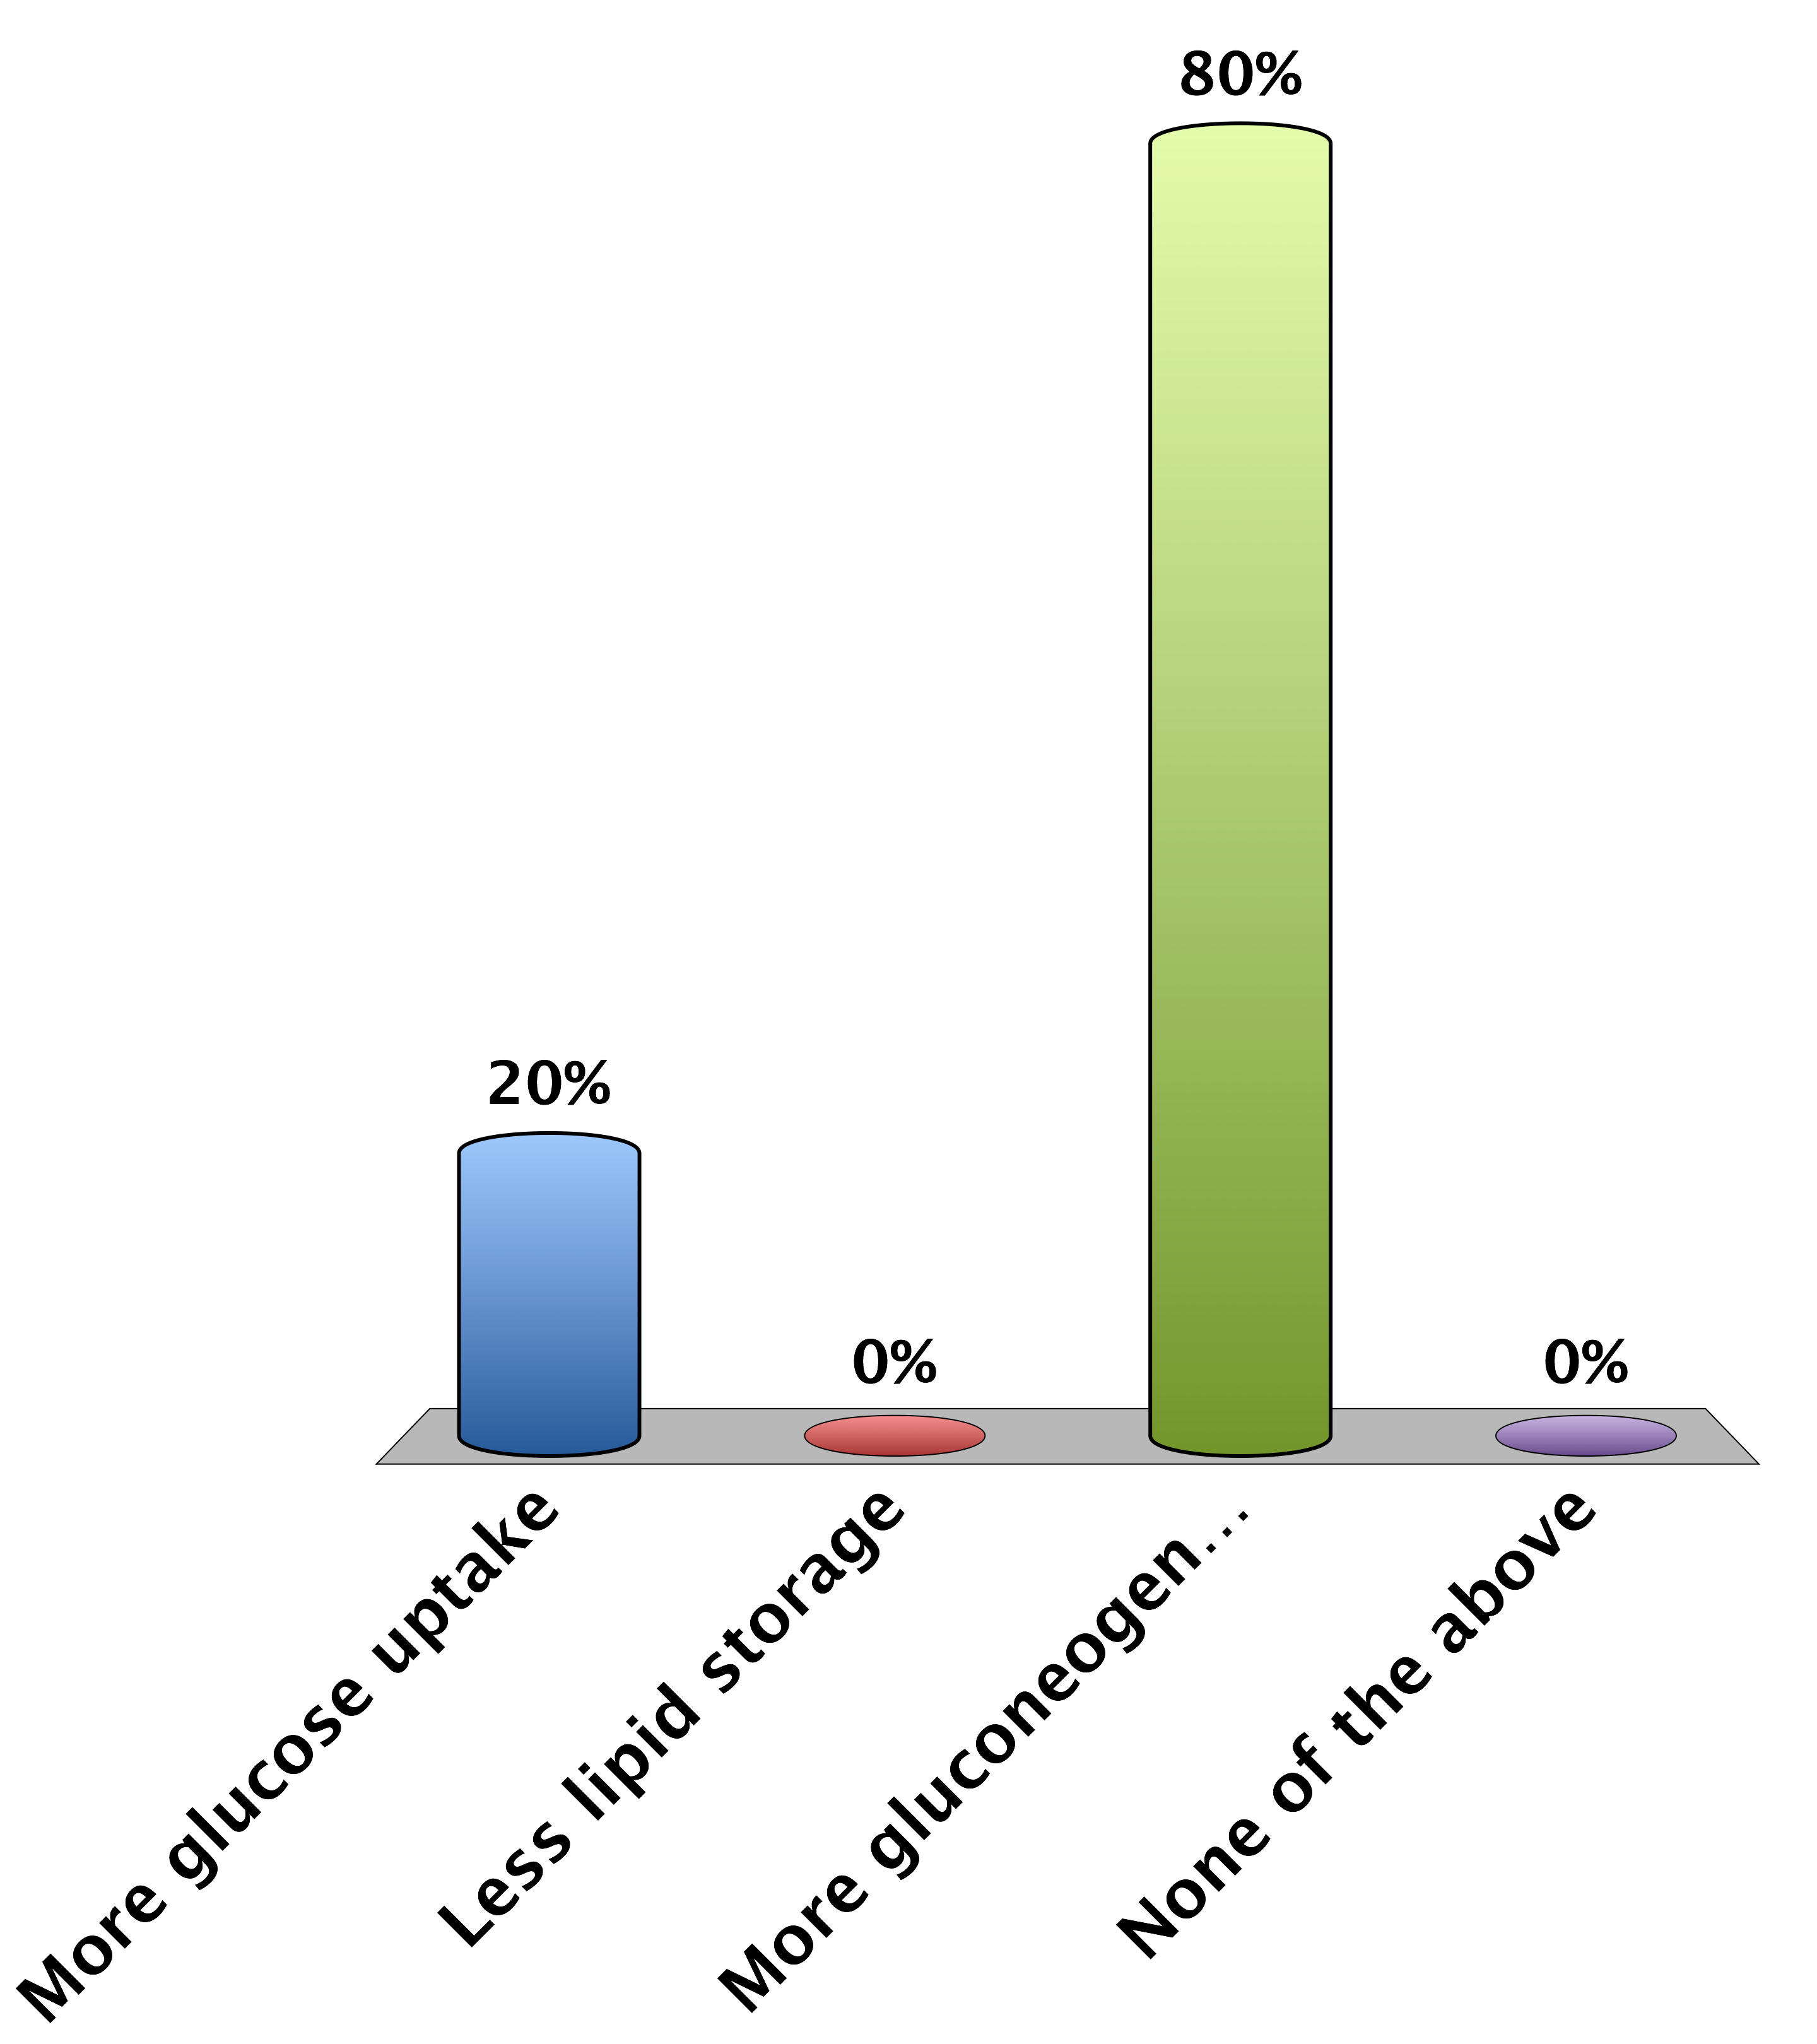 80%
20%
0%
0%
More glucose uptake
Less lipid storage
More gluconeogen...
None of the above